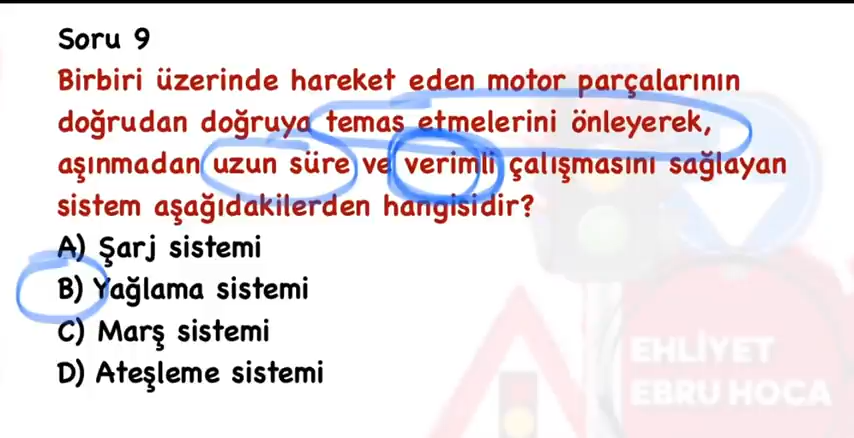 Soru 9
Birbiri üzerinde hareket eden motor parçalarının
doğrudan doğruya temas etmelerini önleyerek,
aşınmadan uzun süre ve verimli çalışmasını sağlayan
sistem aşağıdakilerden hangisidir?
A) Şarj sistemi
B) Yağlama sistemi
C) Marş sistemi
D) Ateşleme sistemi
EHLİYET
EBRU HOCA